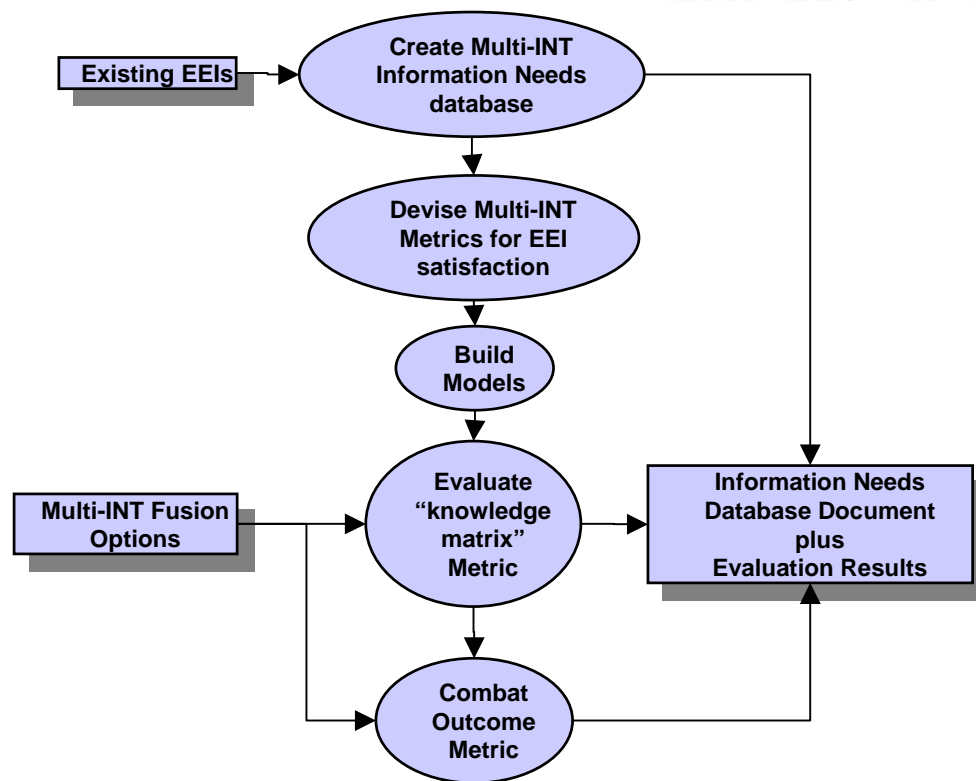 Create Multi-INT
Information Needs
database
Existing EEIs
Devise Multi-INT
Metrics for EEI
satisfaction
Build
Models
Evaluate
“knowledge
matrix”
Metric
Multi-INT Fusion
Options
Information Needs
Database Document
plus
Evaluation Results
Combat
Outcome
Metric